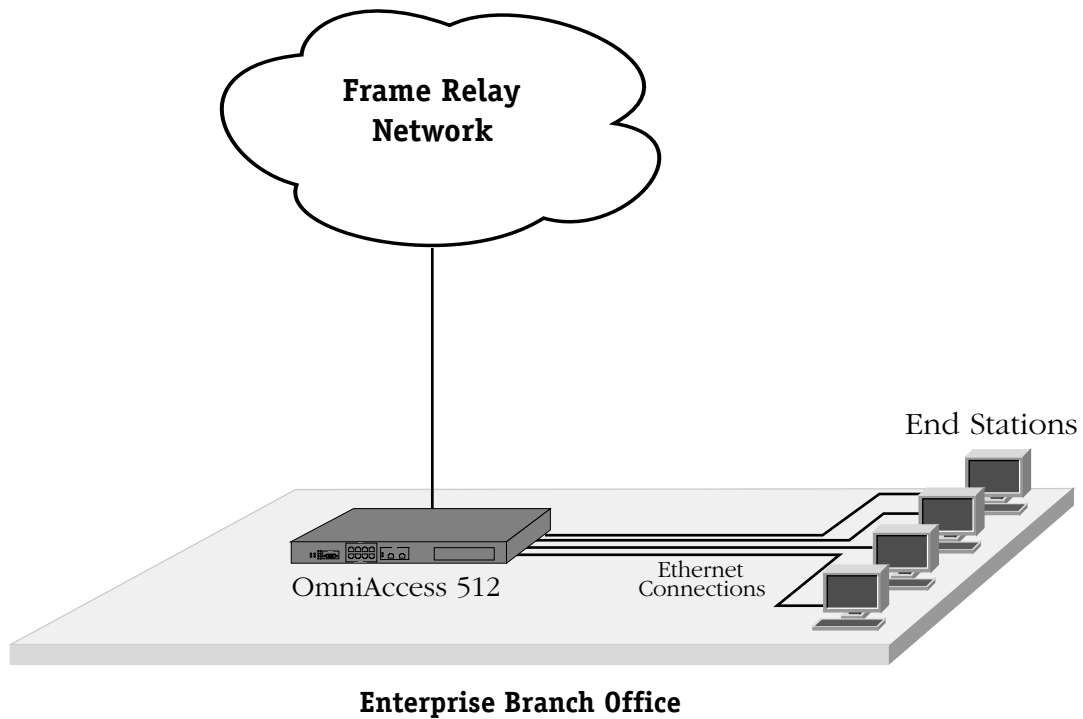 Frame Relay
Network
End Stations
OmniAccess 512
Ethernet
Connections
Enterprise Branch Office